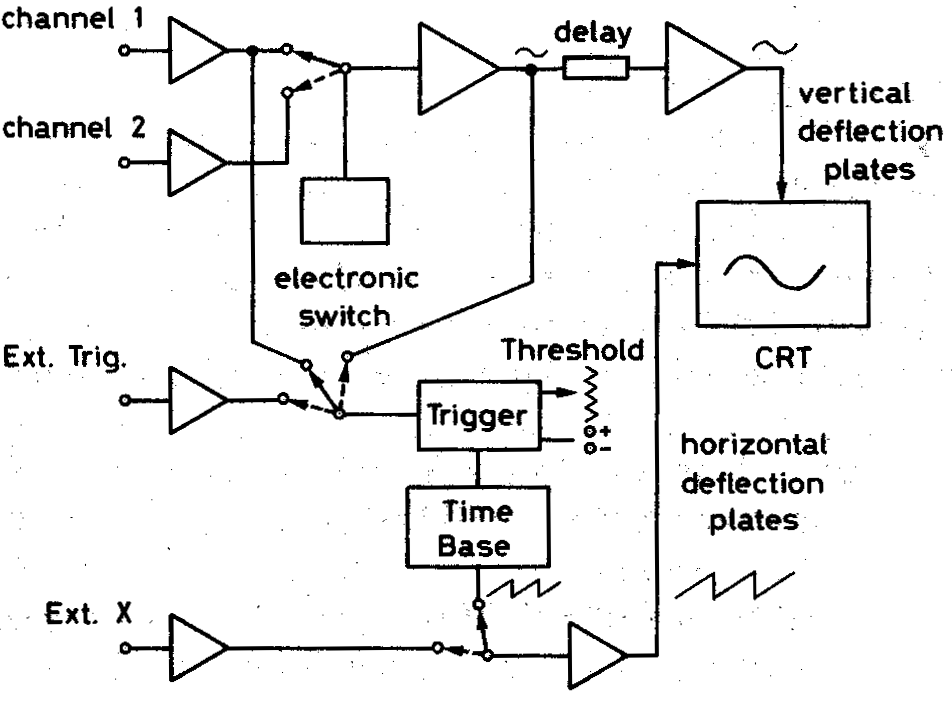 channel 1
delay
vertical
deflection
plates
channel 2
electronic
switch
CRT
Ext. Trig.
Threshold
Trigger
+
-
horizontal
deflection
plates
Time
Base
Ext. X